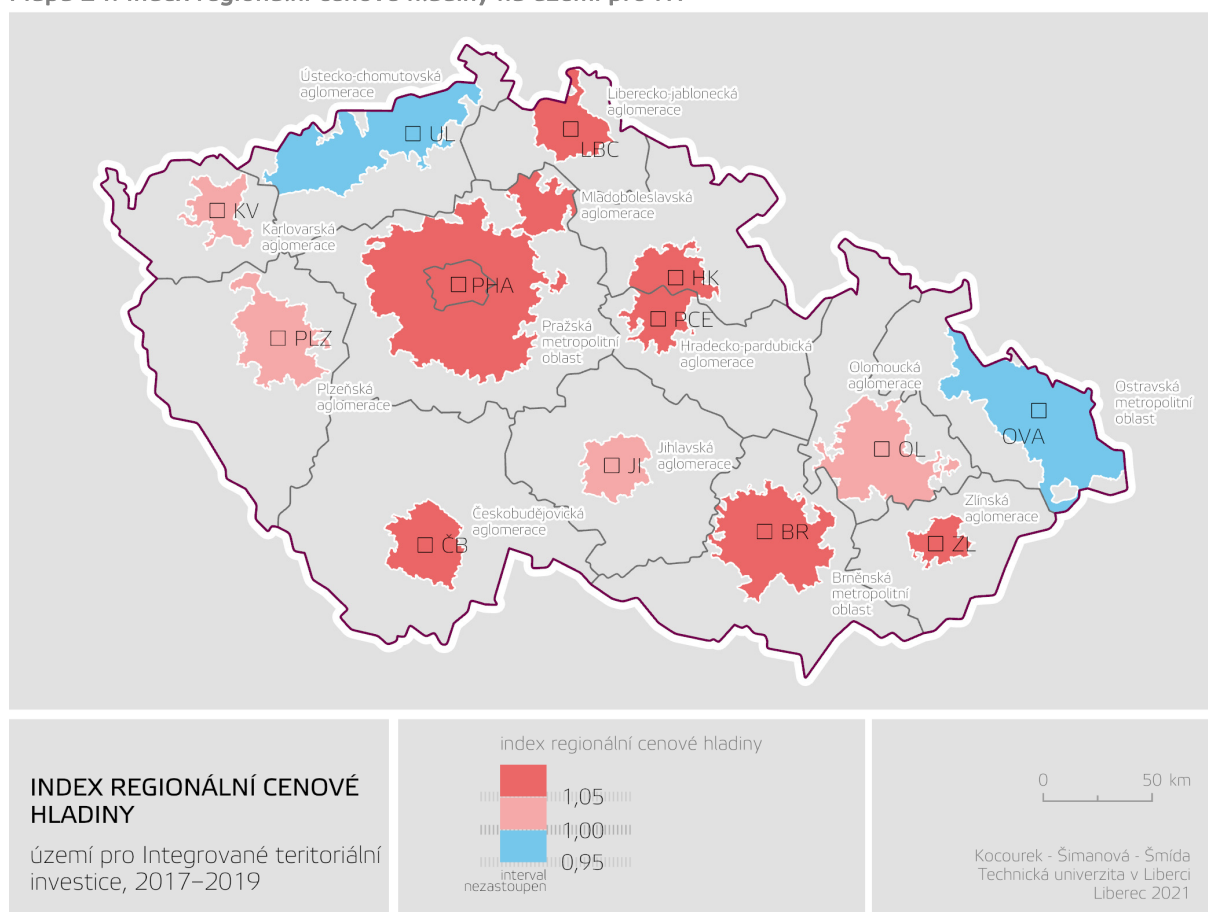 Ústecko-chomutovská
aglomerace
UL
Liberecko-jablonecká
aglomerace
LBC
KV
Karlovarská
aglomerace
Mladoboleslavská
aglomerace
PHA
Pražská
metropolitní
oblast
HK
PCE
Hradecko-pardubická
aglomerace
PLZ
Plzeňská
aglomerace
Olomoucká
aglomerace
OL
Ostravská
metropolitní
oblast
OVA
JI
Jihlavská
aglomerace
Českobudějovická
aglomerace
ČB
BR
Brněnská
metropolitní
oblast
Zlínská
aglomerace
ZL
INDEX REGIONÁLNÍ CENOVÉ
HLADINY
území pro Integrované teritoriální
investice, 2017–2019
index regionální cenové hladiny
1,05
1,00
0,95
interval
nezastoupen
0 50 km
Kocourek - Šimanová - Šmída
Technická univerzita v Liberci
Liberec 2021